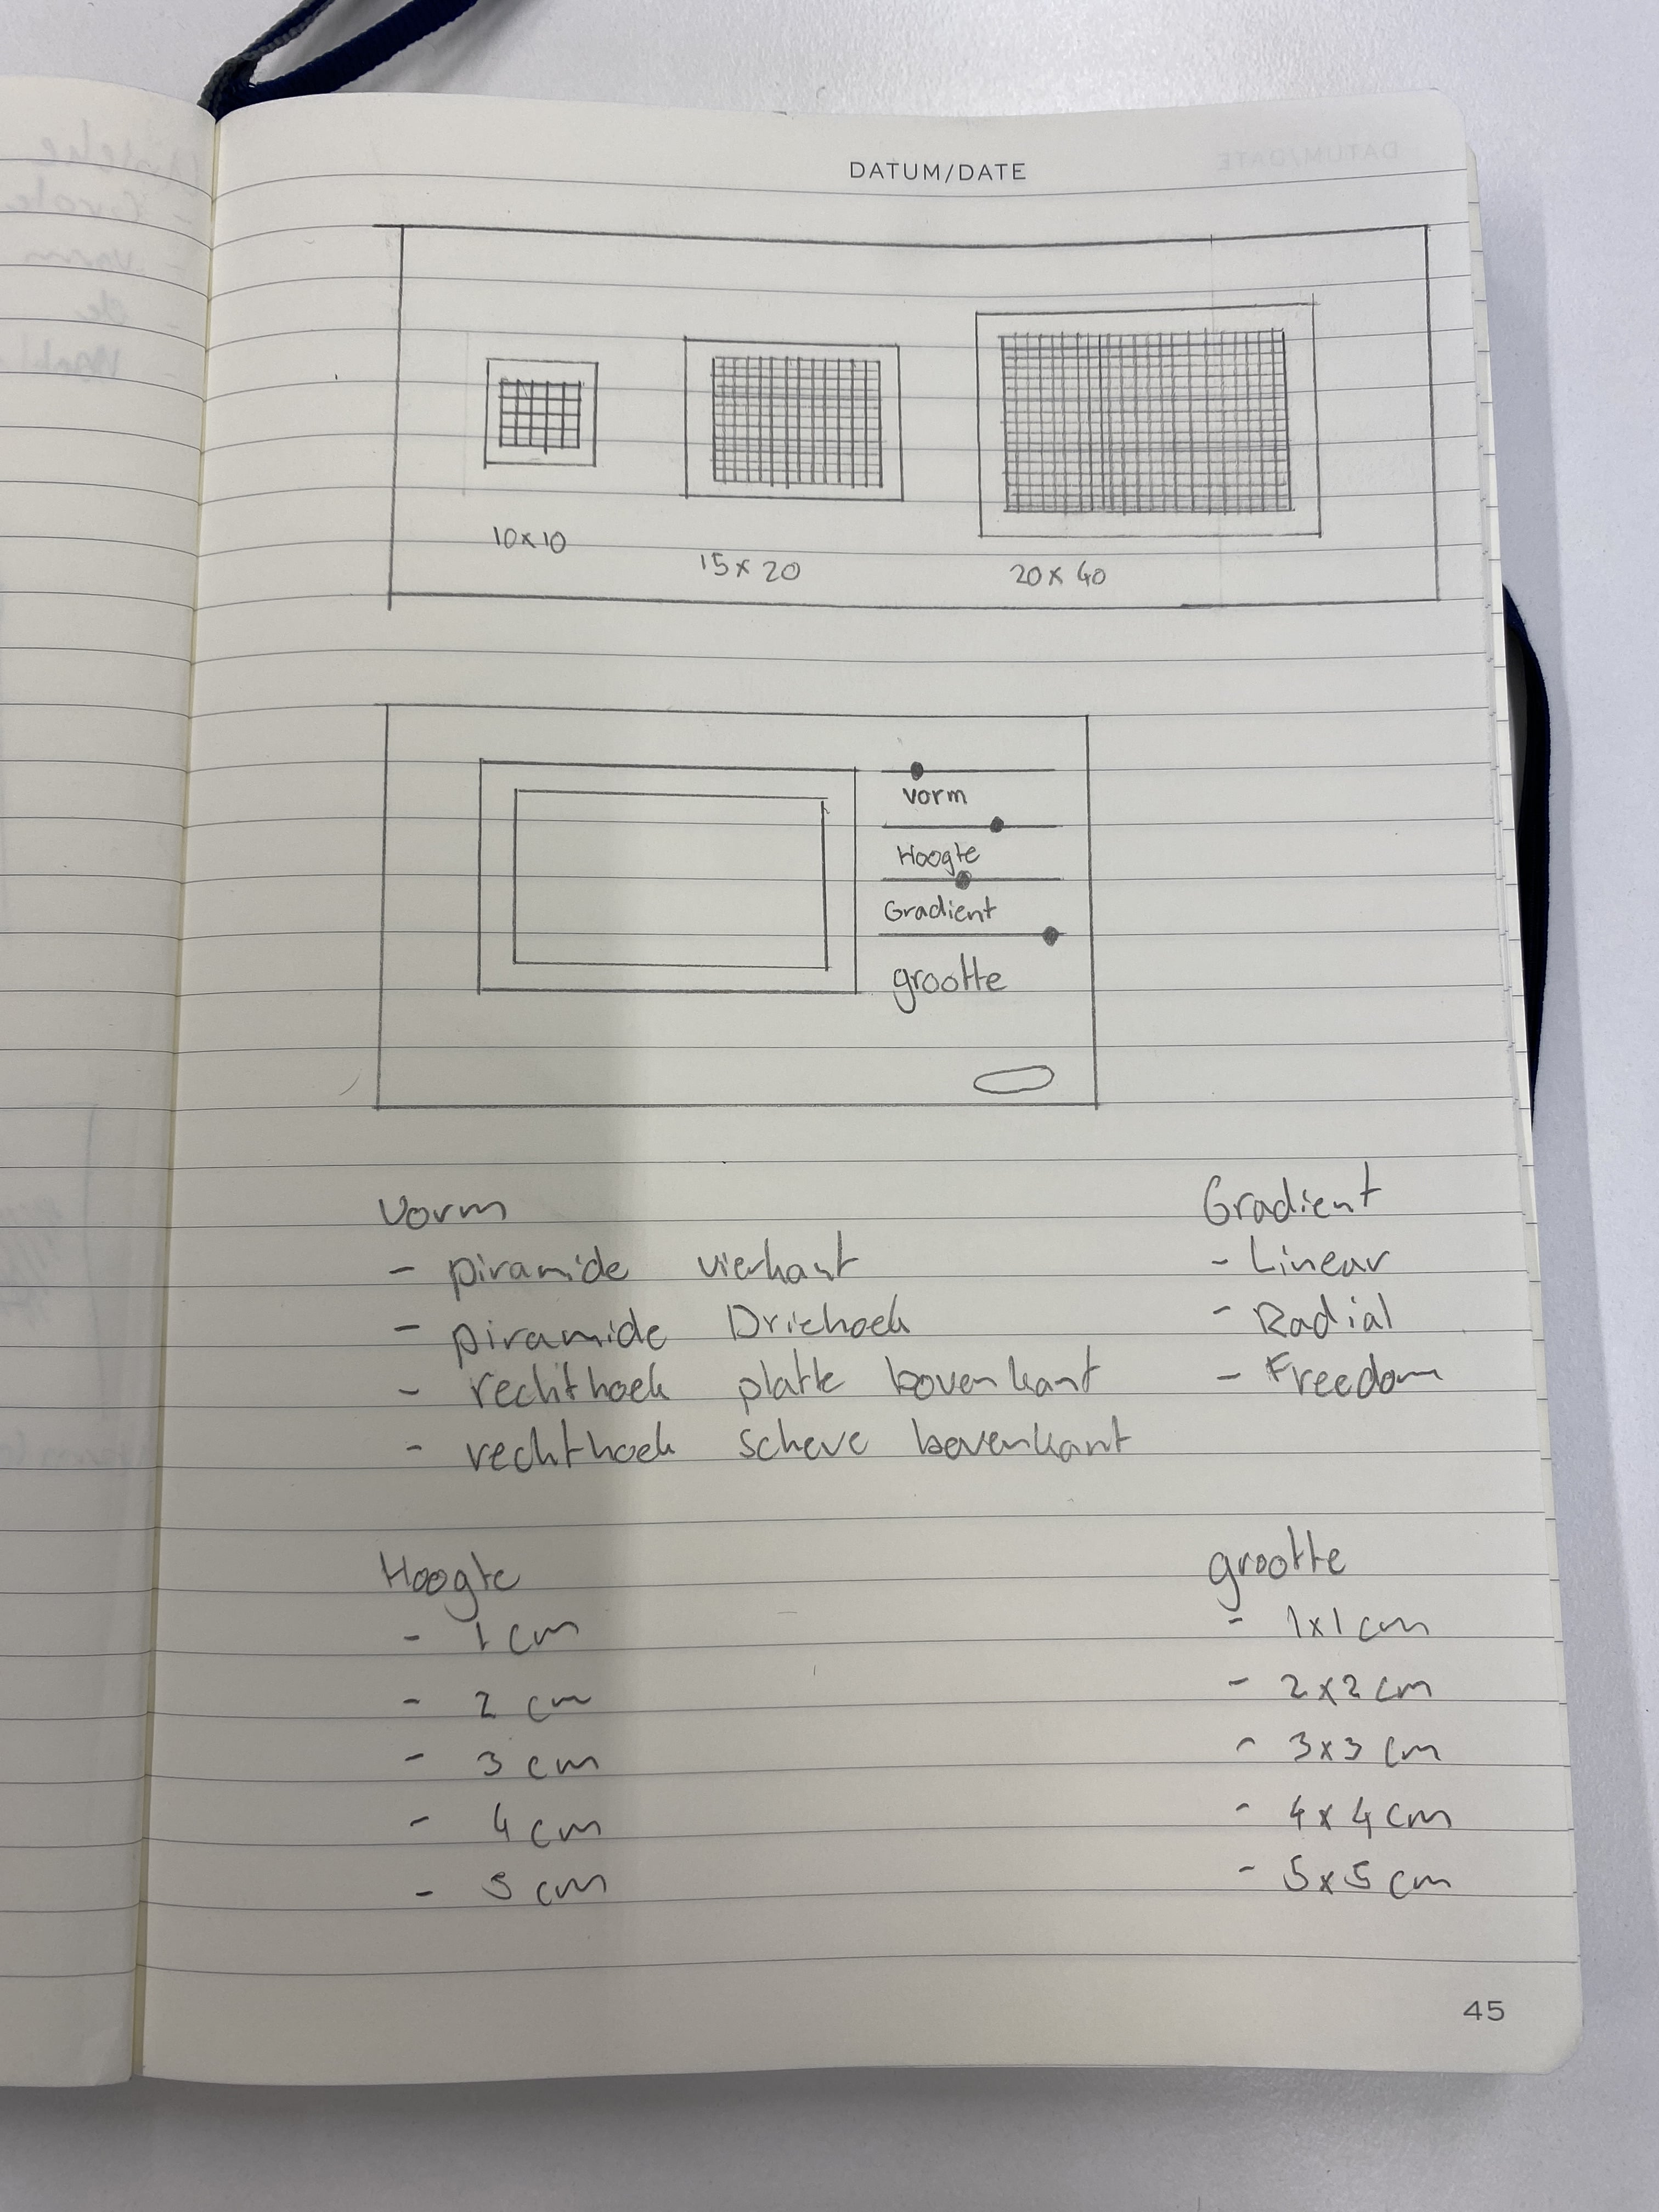 DATUM/DATE
10x10
15x20
20x40
Vorm
Hoogte
Gradient
grootte
Vorm
- piramide vierkant
- piramide Driehoek
- rechthoek platte bovenkant
- rechthoek scheve bovenkant
Gradient
- Linear
- Radial
- Freedom
Hoogte
- 1 cm
- 2 cm
- 3 cm
- 4 cm
- 5 cm
grootte
- 1x1 cm
- 2x2 cm
- 3x3 cm
- 4x4 cm
- 5x5 cm
45